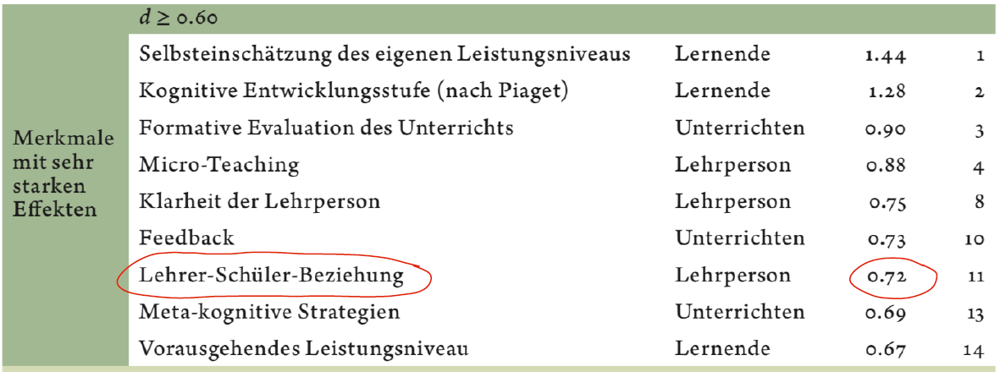 d ≥ 0.60
Selbsteinschätzung des eigenen Leistungsniveaus Lernende 1.44 1
Kognitive Entwicklungsstufe (nach Piaget) Lernende 1.28 2
Formative Evaluation des Unterrichts Unterrichten 0.90 3
Merkmale
mit sehr
starken
Effekten
Micro-Teaching Lehrperson 0.88 4
Klarheit der Lehrperson Lehrperson 0.75 8
Feedback Unterrichten 0.73 10
Lehrer-Schüler-Beziehung Lehrperson 0.72 11
Meta-kognitive Strategien Unterrichten 0.69 13
Vorausgehendes Leistungsniveau Lernende 0.67 14